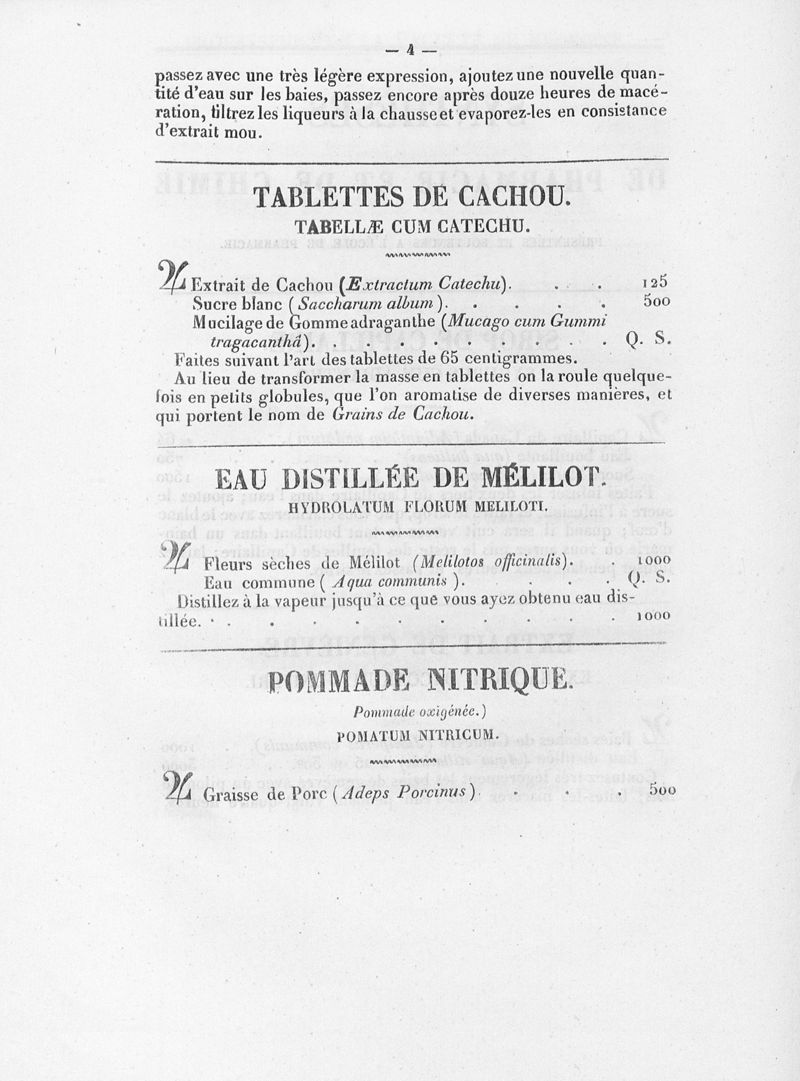 — 4 —
passez avec une très légère expression, ajoutez une nouvelle quan-
tité d'eau sur les baies, passez encore après douze heures de macé-
ration, filtrez les liqueurs à la chausse et evaporez-les en consistance
d'extrait mou.
TABLETTES DE CACHOU.
TABELLÆ CUM CATECHU.
♃ Extrait de Cachou (Extractum Catechu). . . 125
Sucre blanc (Saccharum album). . . . . 500
Mucilage de Gomme adraganthe (Mucago cum Gummi
tragacanthâ). . . . . . . . Q. S.
Faites suivant l'art des tablettes de 65 centigrammes.
Au lieu de transformer la masse en tablettes on la roule quelque-
fois en petits globules, que l'on aromatise de diverses manières, et
qui portent le nom de Grains de Cachou.
EAU DISTILLÉE DE MÉLILOT.
HYDROLATUM FLORUM MELILOTI.
♃ Fleurs sèches de Mélilot (Melilotos officinalis). . 1000
Eau commune (Aqua communis). . . . . Q. S.
Distillez à la vapeur jusqu'à ce que vous ayez obtenu eau dis-
tillée. . . . . . . . . . . 1000
POMMADE NITRIQUE.
Pommade oxigénée.)
POMATUM NITRICUM.
♃ Graisse de Porc (Adeps Porcinus) . . . . 500